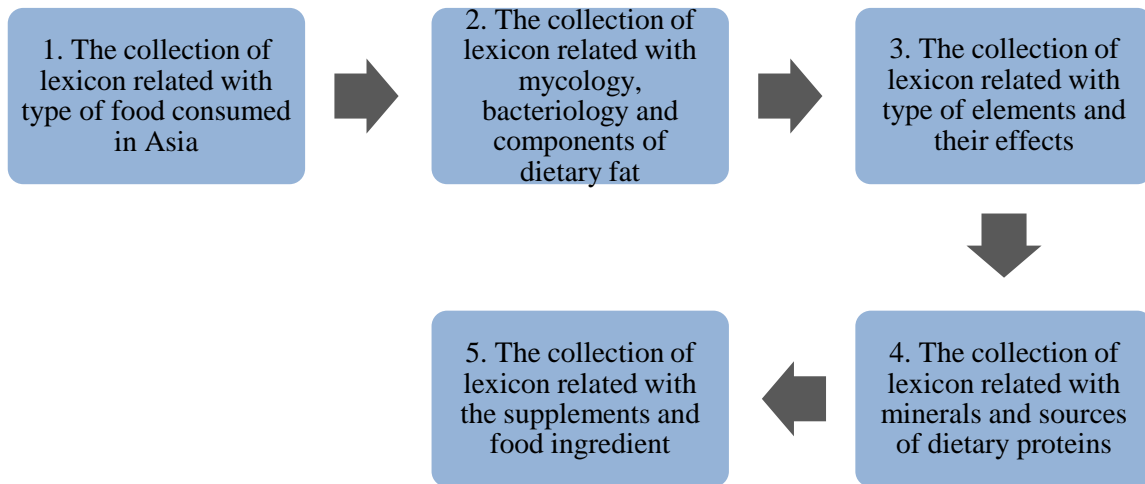 1. The collection of
lexicon related with
type of food consumed
in Asia
2. The collection of
lexicon related with
mycology,
bacteriology and
components of
dietary fat
3. The collection of
lexicon related with
type of elements and
their effects
4. The collection of
lexicon related with
minerals and sources
of dietary proteins
5. The collection of
lexicon related with
the supplements and
food ingredient